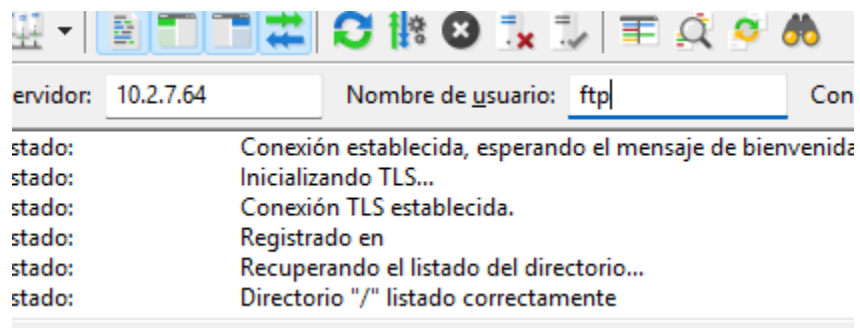 ervidor: 10.2.7.64 Nombre de usuario: ftp Con
stado: Conexión establecida, esperando el mensaje de bienvenida
stado: Inicializando TLS...
stado: Conexión TLS establecida.
stado: Registrado en
stado: Recuperando el listado del directorio...
stado: Directorio "/" listado correctamente